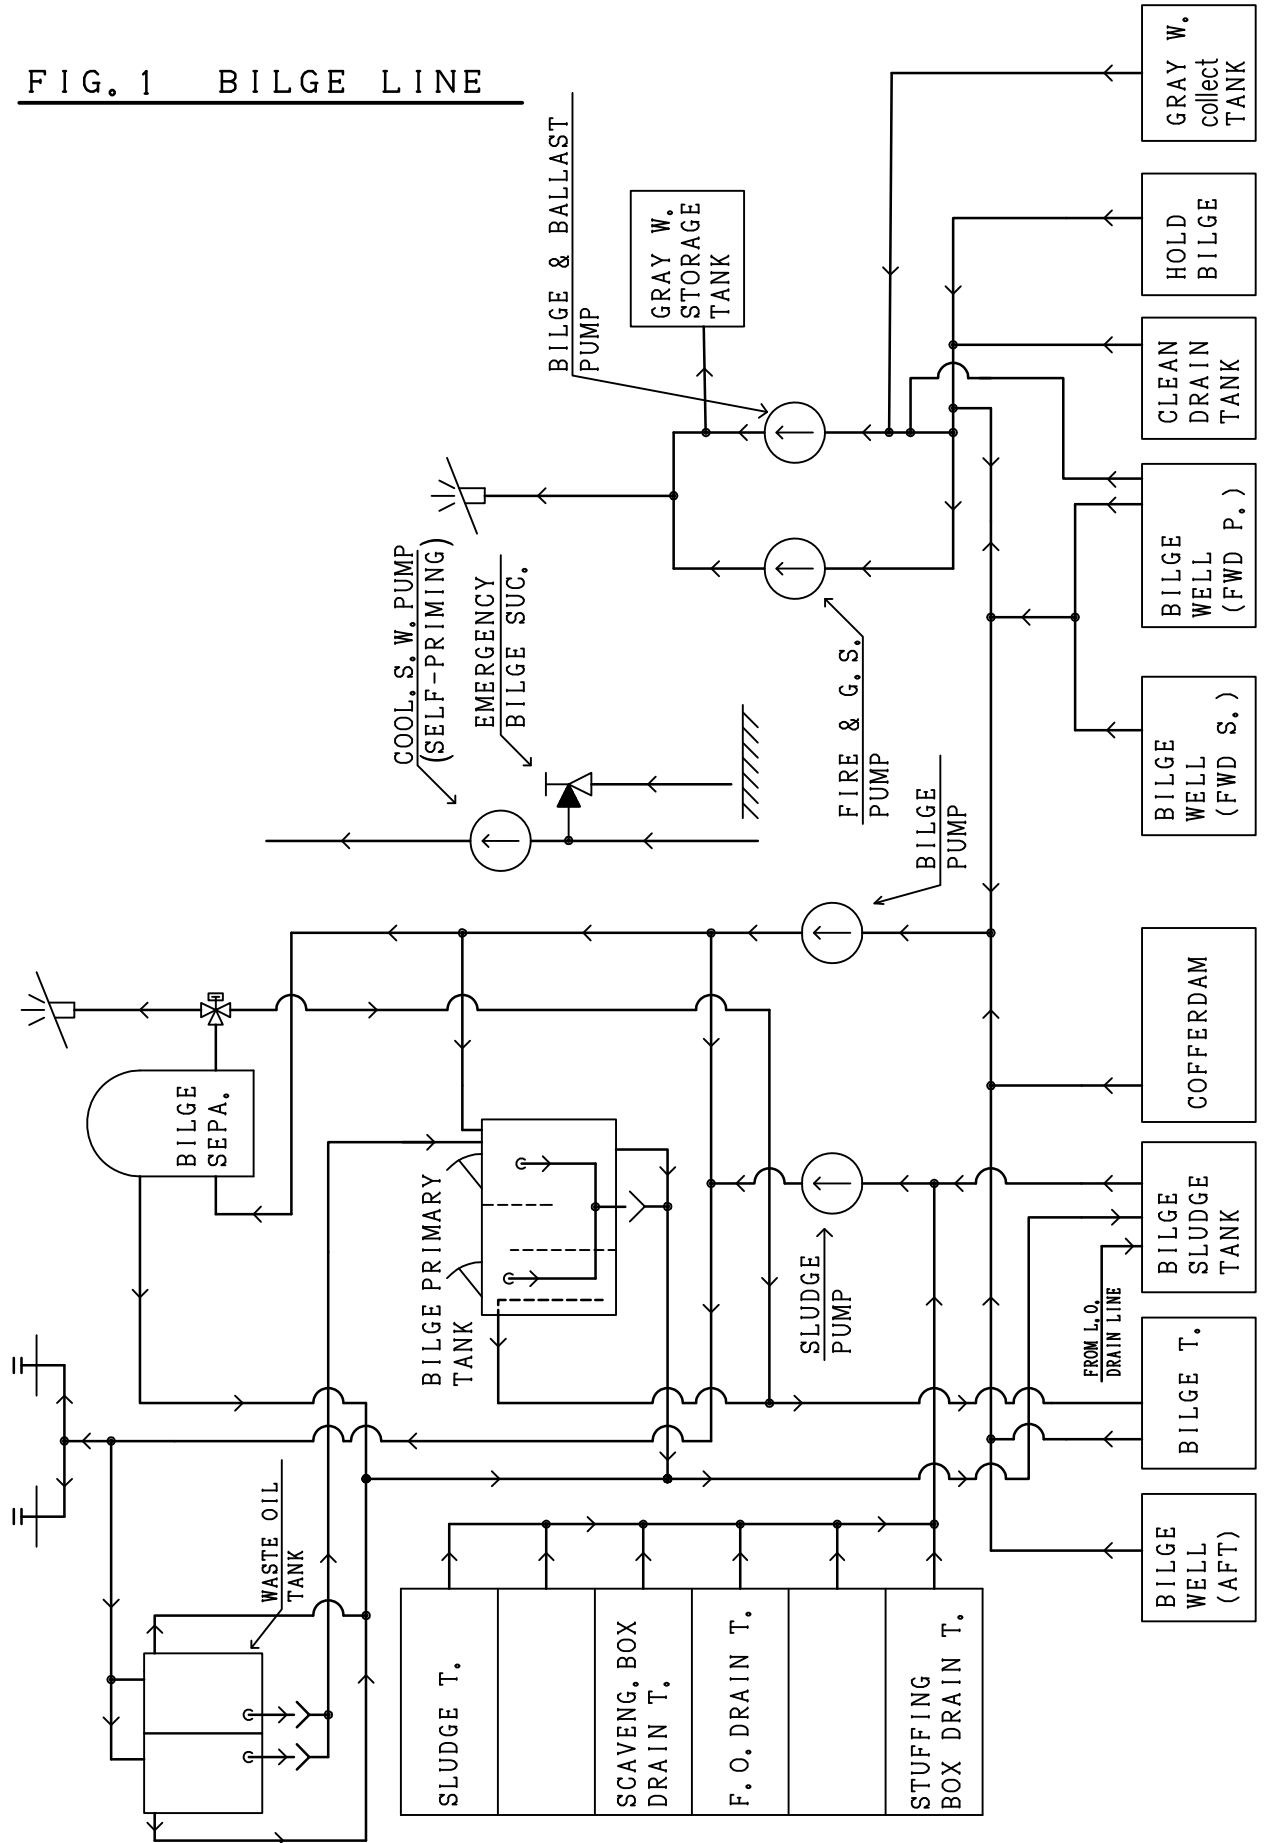 FIG. 1 BILGE LINE
BILGE & BALLAST
PUMP
GRAY W.
STORAGE
TANK
GRAY W.
collect
TANK
HOLD
BILGE
CLEAN
DRAIN
TANK
BILGE
WELL
(FWD P.)
BILGE
WELL
(FWD S.)
COOL. S. W. PUMP
(SELF-PRIMING)
EMERGENCY
BILGE SUC.
FIRE & G. S.
PUMP
BILGE
PUMP
COFFERDAM
BILGE
SEPA.
BILGE PRIMARY
TANK
SLUDGE
PUMP
BILGE
SLUDGE
TANK
FROM L.O.
DRAIN LINE
BILGE T.
BILGE
WELL
(AFT)
WASTE OIL
TANK
SLUDGE T.
SCAVENG. BOX
DRAIN T.
F. O. DRAIN T.
STUFFING
BOX DRAIN T.